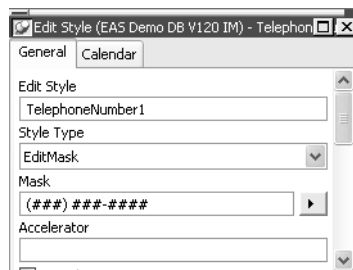 Edit Style (EAS Demo DB V120 IM) - Telephon
General Calendar
Edit Style
TelephoneNumber1
Style Type
EditMask
Mask
(###) ###-####
Accelerator